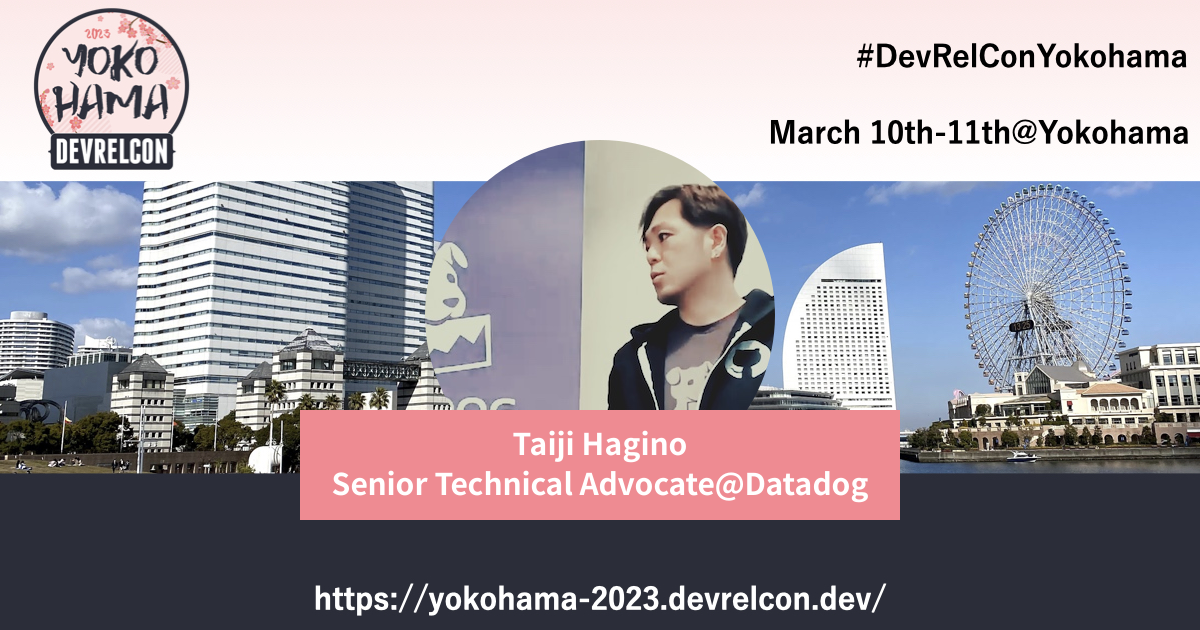 2023
YOKO
HAMA
DEVRELCON
#DevRelConYokohama
March 10th-11th@Yokohama
Taiji Hagino
Senior Technical Advocate@Datadog
https://yokohama-2023.devrelcon.dev/